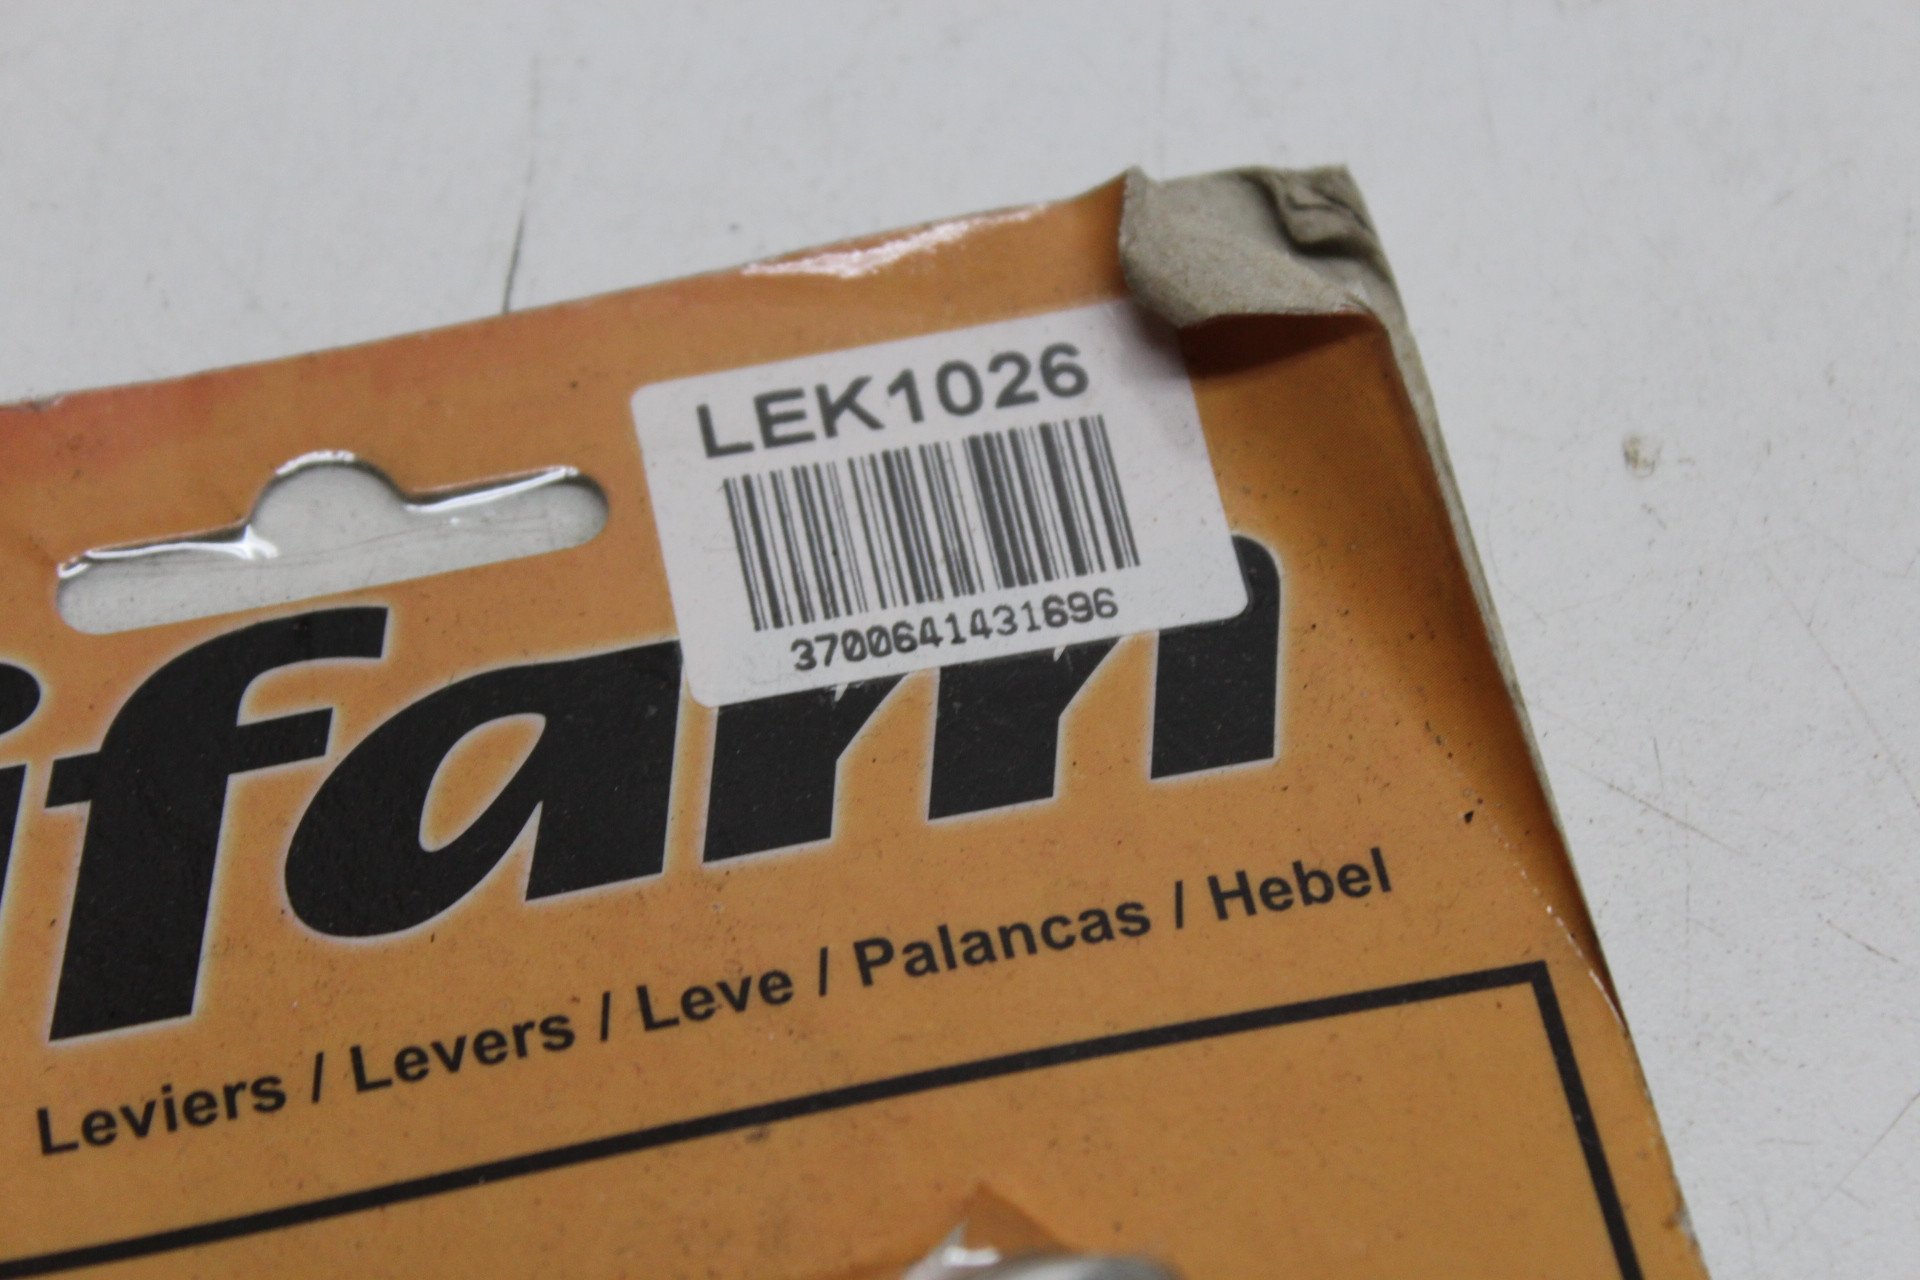 LEK1026
3700641431696
ifam
Leviers / Levers / Leve / Palancas / Hebel